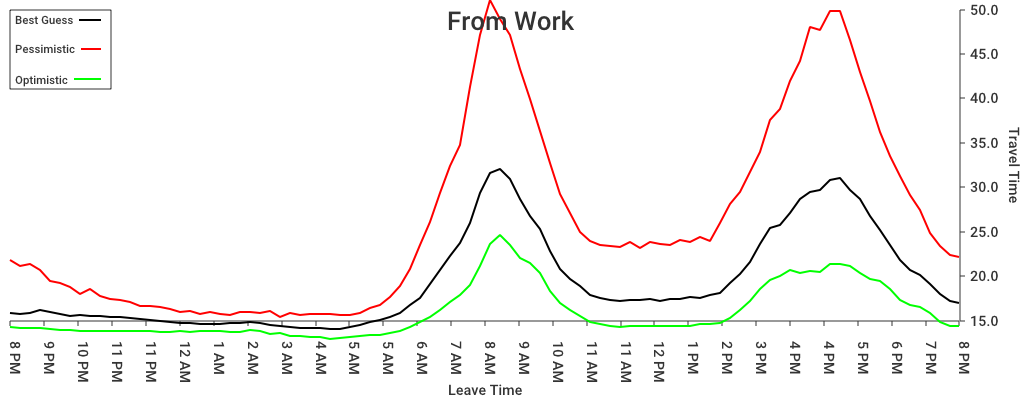 From Work
Best Guess
Pessimistic
Optimistic
50.0
45.0
40.0
35.0
30.0
25.0
20.0
15.0
Travel Time
8 PM
9 PM
10 PM
11 PM
11 PM
12 AM
1 AM
2 AM
3 AM
4 AM
5 AM
5 AM
6 AM
7 AM
8 AM
9 AM
10 AM
11 AM
11 AM
12 PM
1 PM
2 PM
3 PM
4 PM
4 PM
5 PM
6 PM
7 PM
8 PM
Leave Time